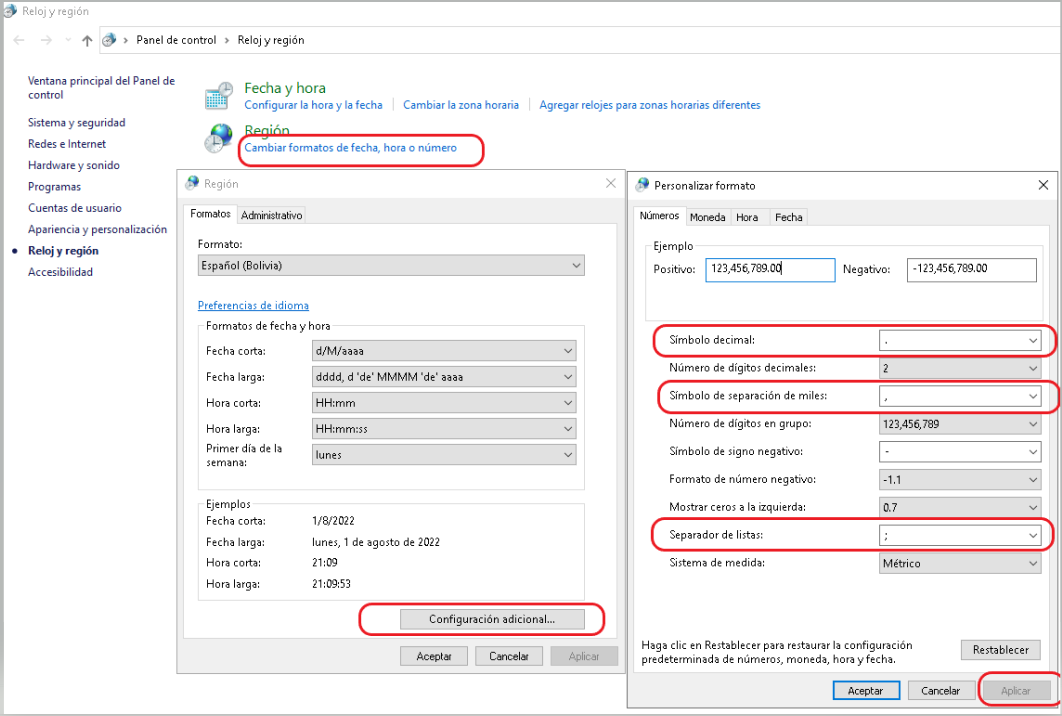 Reloj y región
Panel de control > Reloj y región
Ventana principal del Panel de
control
Sistema y seguridad
Redes e Internet
Hardware y sonido
Programas
Cuentas de usuario
Apariencia y personalización
Reloj y región
Accesibilidad
Fecha y hora
Configurar la hora y la fecha | Cambiar la zona horaria | Agregar relojes para zonas horarias diferentes
Región
Cambiar formatos de fecha, hora o número
Región
Formatos Administrativo
Formato:
Español (Bolivia)
Preferencias de idioma
Formatos de fecha y hora
Fecha corta: d/M/aaaa
Fecha larga: dddd, d 'de' MMMM 'de' aaaa
Hora corta: HH:mm
Hora larga: HH:mm:ss
Primer día de la
semana: lunes
Ejemplos
Fecha corta: 1/8/2022
Fecha larga: lunes, 1 de agosto de 2022
Hora corta: 21:09
Hora larga: 21:09:53
Configuración adicional...
Aceptar Cancelar Aplicar
Personalizar formato
Números Moneda Hora Fecha
Ejemplo
Positivo: 123,456,789.00 Negativo: -123,456,789.00
Símbolo decimal: .
Número de dígitos decimales: 2
Símbolo de separación de miles: ,
Número de dígitos en grupo: 123,456,789
Símbolo de signo negativo: -
Formato de número negativo: -1.1
Mostrar ceros a la izquierda: 0.7
Separador de listas: ;
Sistema de medida: Métrico
Haga clic en Restablecer para restaurar la configuración
predeterminada de números, moneda, hora y fecha.
Restablecer
Aceptar Cancelar Aplicar